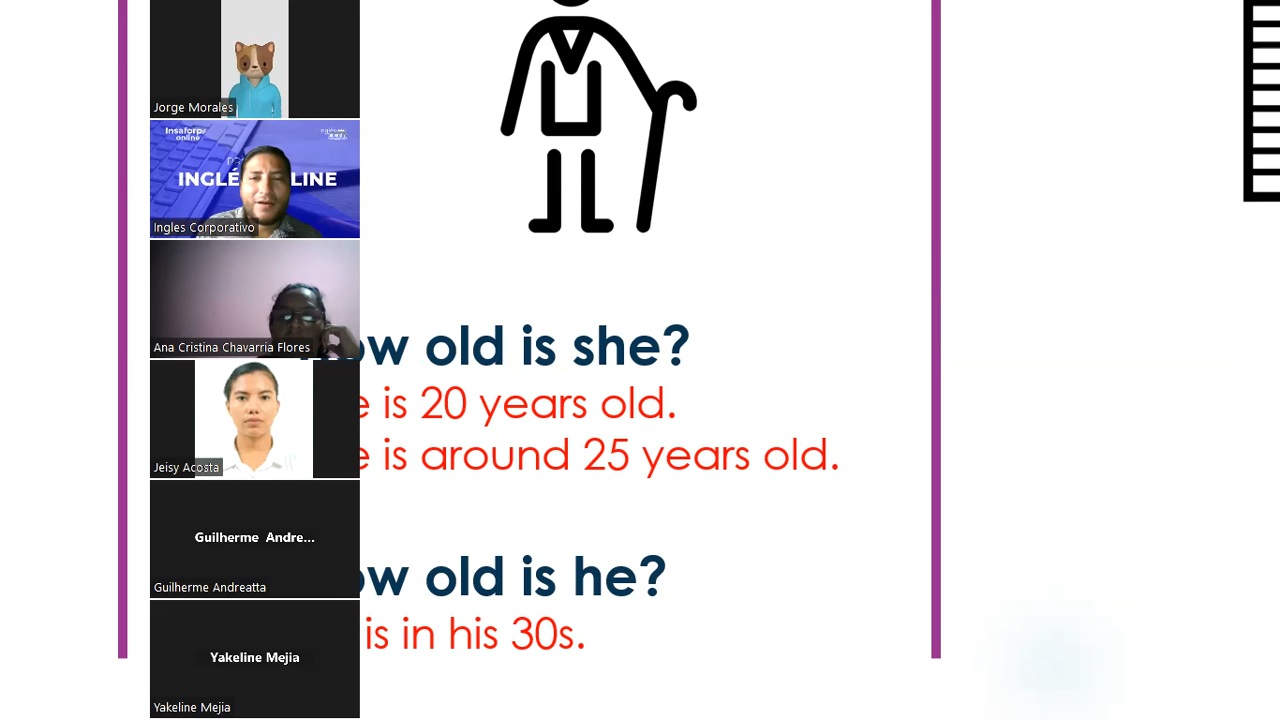 Jorge Morales
Insaforp
online
INGLÉ LINE
Ingles Corporativo
Ana Cristina Chavarria Flores
Jeisy Acosta
Guilherme Andre...
Guilherme Andreatta
Yakeline Mejia
Yakeline Mejia
ow old is she?
e is 20 years old.
e is around 25 years old.
ow old is he?
is in his 30s.